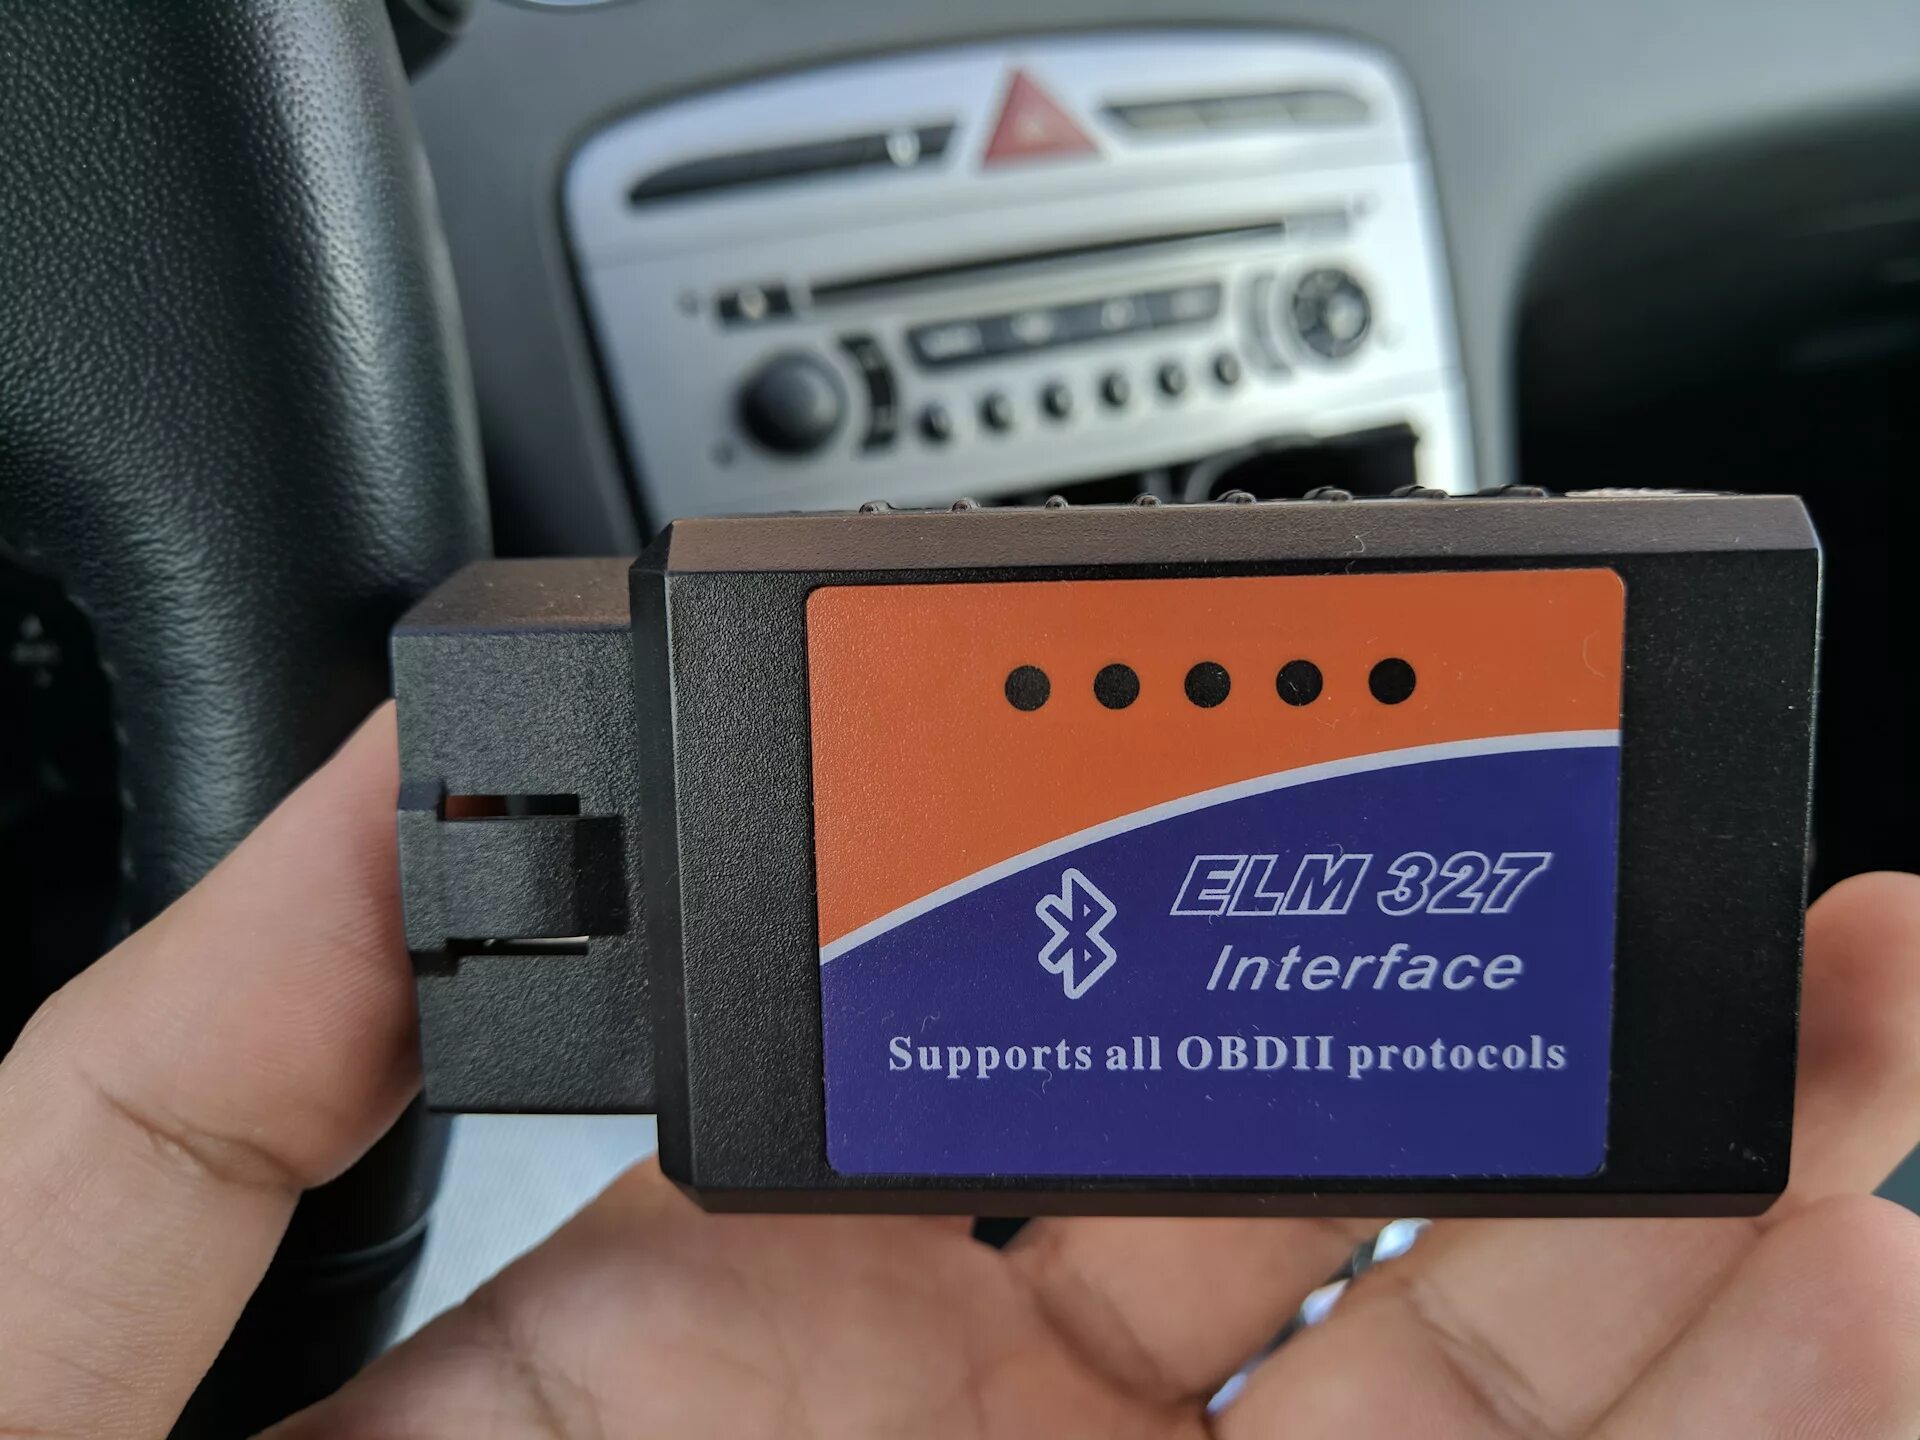 ELM 327
Interface
Supports all OBDII protocols